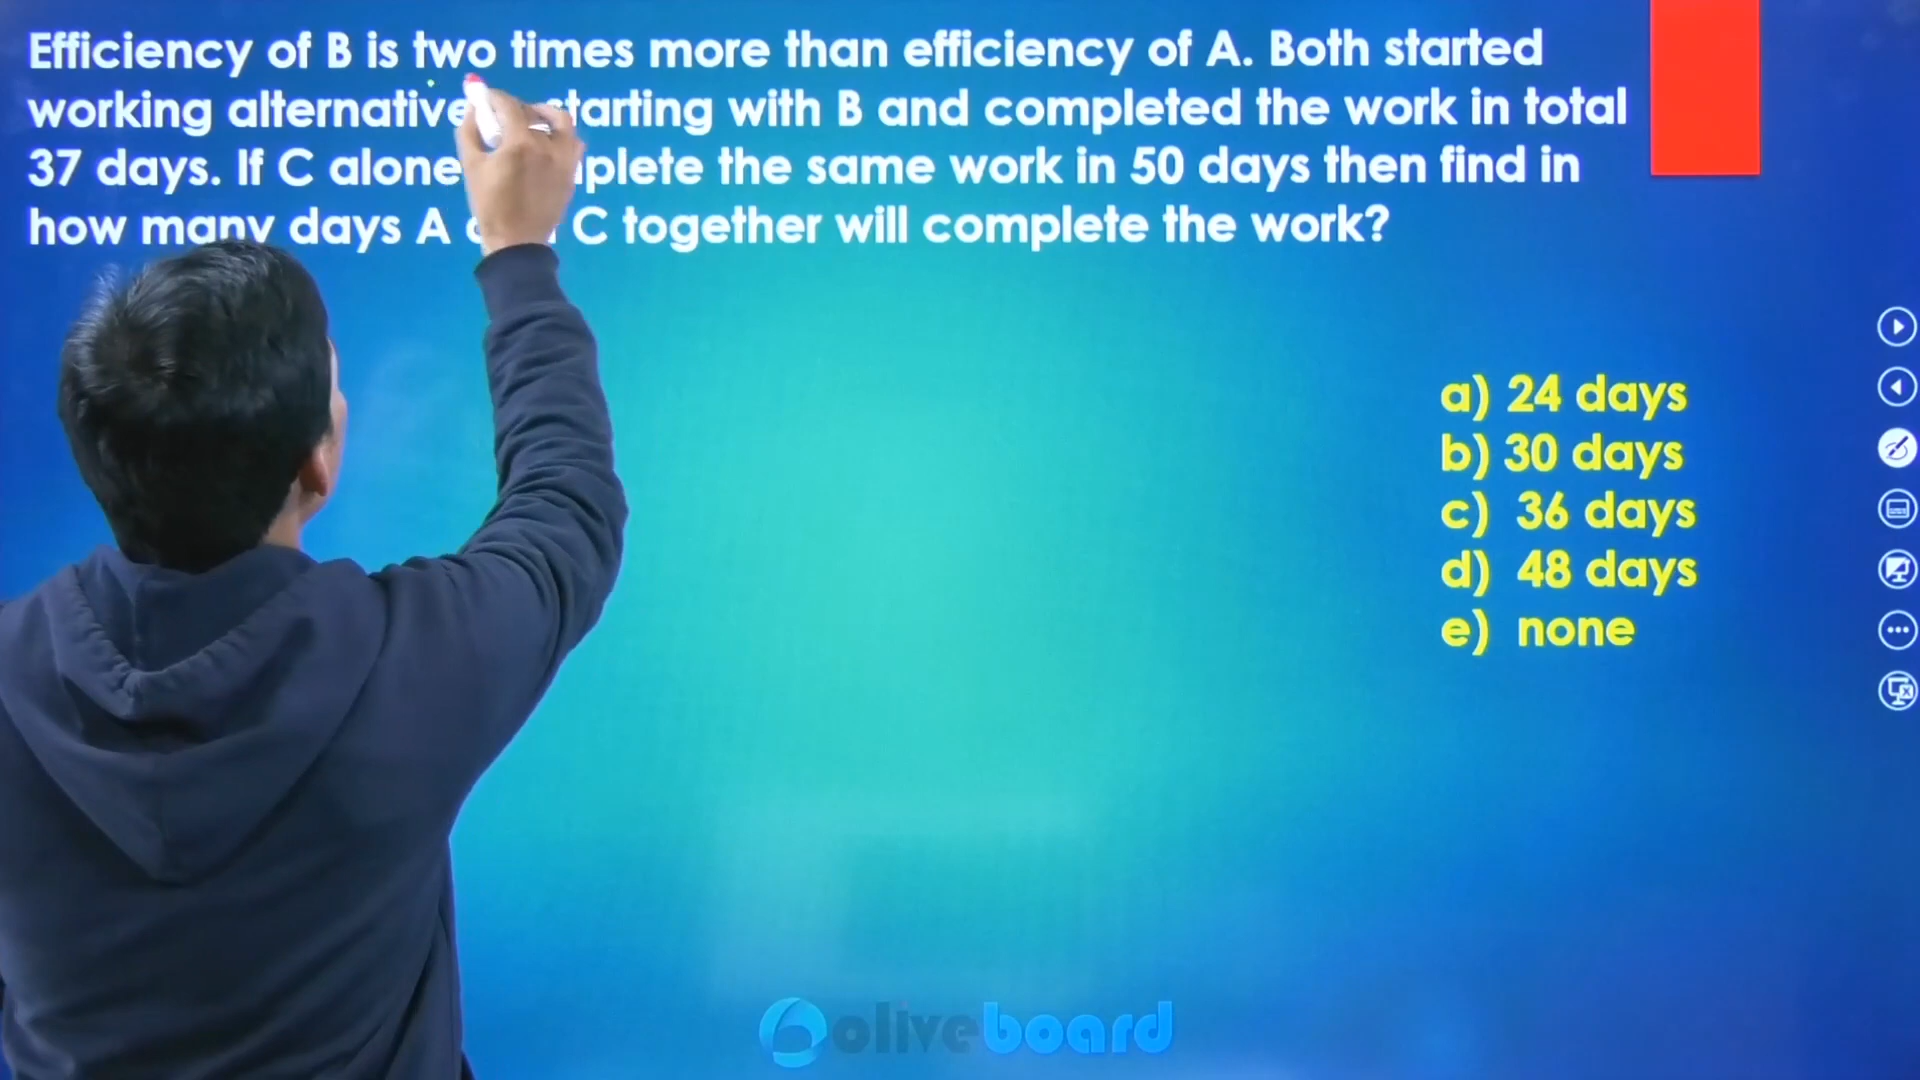 Efficiency of B is two times more than efficiency of A. Both started
working alternative starting with B and completed the work in total
37 days. If C alone the same work in 50 days then find in
how many days A C together will complete the work?
a) 24 days
b) 30 days
c) 36 days
d) 48 days
e) none
oliveboard